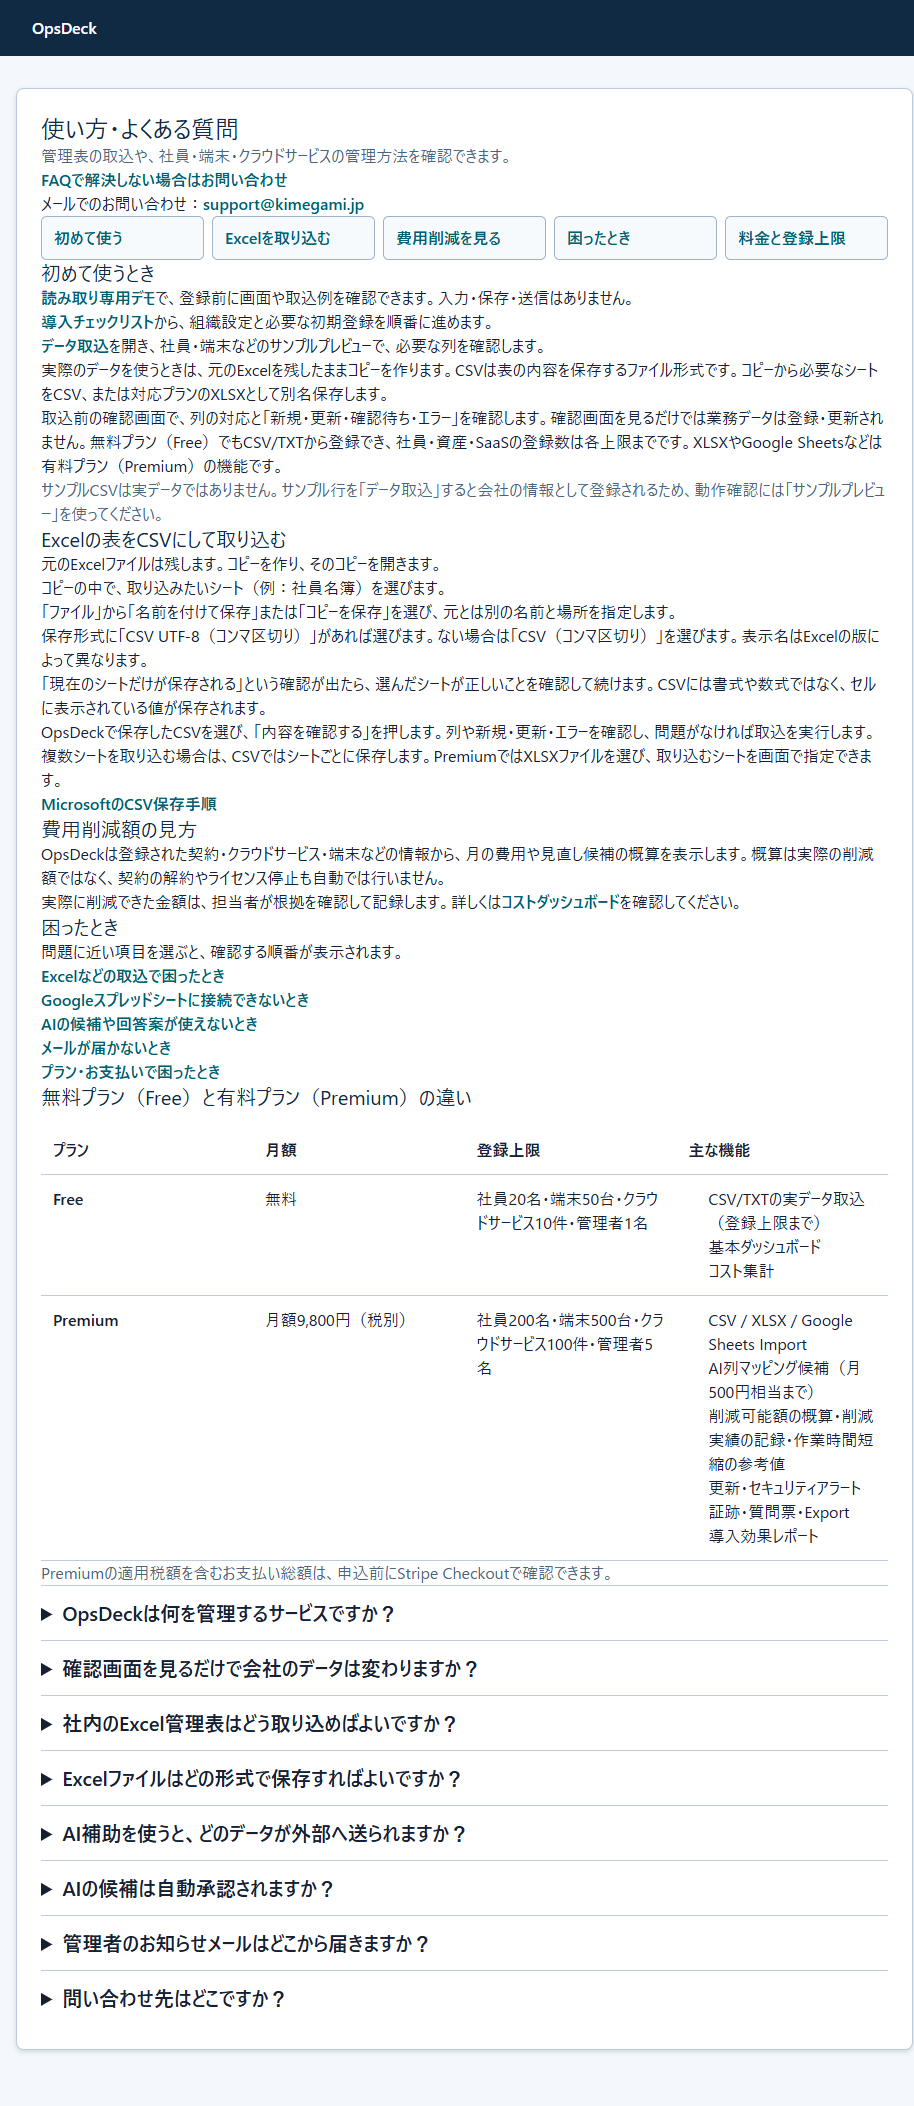 OpsDeck
使い方・よくある質問
管理表の取込や、社員・端末・クラウドサービスの管理方法を確認できます。
FAQで解決しない場合はお問い合わせ
メールでのお問い合わせ：support@kimegami.jp
初めて使う
Excelを取り込む
費用削減を見る
困ったとき
料金と登録上限
初めて使うとき
読み取り専用デモで、登録前に画面や取込例を確認できます。入力・保存・送信はありません。
導入チェックリストから、組織設定と必要な初期登録を順番に進めます。
データ取込を開き、社員・端末などのサンプルプレビューで、必要な列を確認します。
実際のデータを使うときは、元のExcelを残したままコピーを作ります。CSVは表の内容を保存するファイル形式です。コピーから必要なシート
をCSV、または対応プランのXLSXとして別名保存します。
取込前の確認画面で、列の対応と「新規・更新・確認待ち・エラー」を確認します。確認画面を見るだけでは業務データは登録・更新され
ません。無料プラン（Free）でもCSV/TXTから登録でき、社員・資産・SaaSの登録数は各上限までです。XLSXやGoogle Sheetsなどは
有料プラン（Premium）の機能です。
サンプルCSVは実データではありません。サンプル行を「データ取込」すると会社の情報として登録されるため、動作確認には「サンプルプレビュ
ー」を使ってください。
Excelの表をCSVにして取り込む
元のExcelファイルは残します。コピーを作り、そのコピーを開きます。
コピーの中で、取り込みたいシート（例：社員名簿）を選びます。
「ファイル」から「名前を付けて保存」または「コピーを保存」を選び、元とは別の名前と場所を指定します。
保存形式に「CSV UTF-8（コンマ区切り）」があれば選びます。ない場合は「CSV（コンマ区切り）」を選びます。表示名はExcelの版に
よって異なります。
「現在のシートだけが保存される」という確認が出たら、選んだシートが正しいことを確認して続けます。CSVには書式や数式ではなく、セル
に表示されている値が保存されます。
OpsDeckで保存したCSVを選び、「内容を確認する」を押します。列や新規・更新・エラーを確認し、問題がなければ取込を実行します。
複数シートを取り込む場合は、CSVではシートごとに保存します。PremiumではXLSXファイルを選び、取り込むシートを画面で指定できま
す。
MicrosoftのCSV保存手順
費用削減額の見方
OpsDeckは登録された契約・クラウドサービス・端末などの情報から、月の費用や見直し候補の概算を表示します。概算は実際の削減
額ではなく、契約の解約やライセンス停止も自動では行いません。
実際に削減できた金額は、担当者が根拠を確認して記録します。詳しくはコストダッシュボードを確認してください。
困ったとき
問題に近い項目を選ぶと、確認する順番が表示されます。
Excelなどの取込で困ったとき
Googleスプレッドシートに接続できないとき
AIの候補や回答案が使えないとき
メールが届かないとき
プラン・お支払いで困ったとき
無料プラン（Free）と有料プラン（Premium）の違い
プラン 月額 登録上限 主な機能
Free 無料 社員20名・端末50台・クラウ
ドサービス10件・管理者1名
CSV/TXTの実データ取込
（登録上限まで）
基本ダッシュボード
コスト集計
Premium 月額9,800円（税別） 社員200名・端末500台・クラ
ウドサービス100件・管理者5
名
CSV / XLSX / Google
Sheets Import
AI列マッピング候補（月
500円相当まで）
削減可能額の概算・削減
実績の記録・作業時間短
縮の参考値
更新・セキュリティアラート
証跡・質問票・Export
導入効果レポート
Premiumの適用税額を含むお支払い総額は、申込前にStripe Checkoutで確認できます。
▶ OpsDeckは何を管理するサービスですか？
▶ 確認画面を見るだけで会社のデータは変わりますか？
▶ 社内のExcel管理表はどう取り込めばよいですか？
▶ Excelファイルはどの形式で保存すればよいですか？
▶ AI補助を使うと、どのデータが外部へ送られますか？
▶ AIの候補は自動承認されますか？
▶ 管理者のお知らせメールはどこから届きますか？
▶ 問い合わせ先はどこですか？